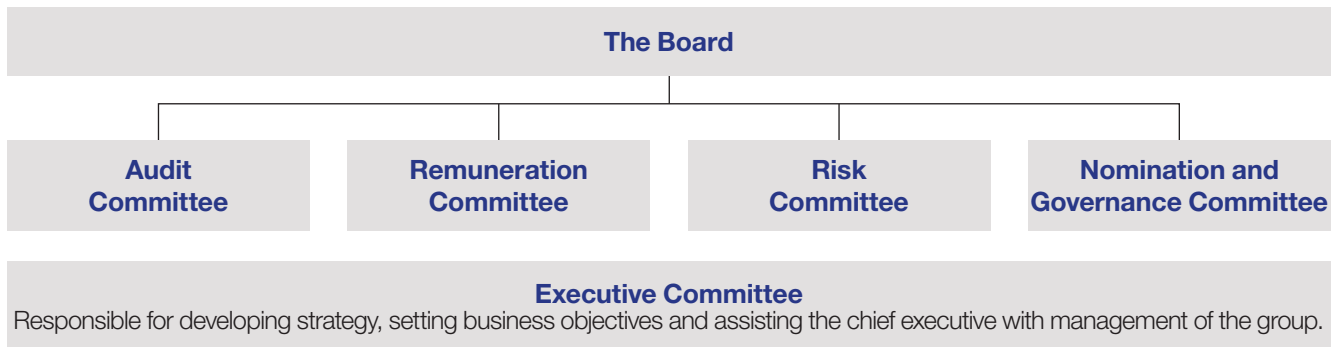 The Board
Audit
Committee
Remuneration
Committee
Risk
Committee
Nomination and
Governance Committee
Executive Committee
Responsible for developing strategy, setting business objectives and assisting the chief executive with management of the group.